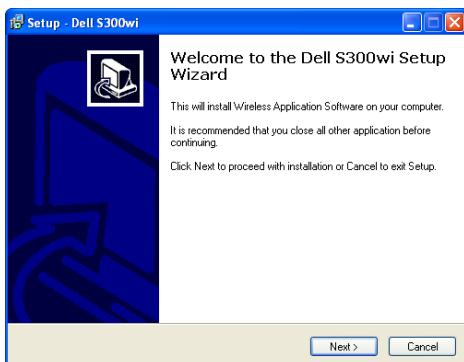 Setup - Dell S300wi
Welcome to the Dell S300wi Setup
Wizard
This will install Wireless Application Software on your computer.
It is recommended that you close all other application before
continuing.
Click Next to proceed with installation or Cancel to exit Setup.
Next >
Cancel